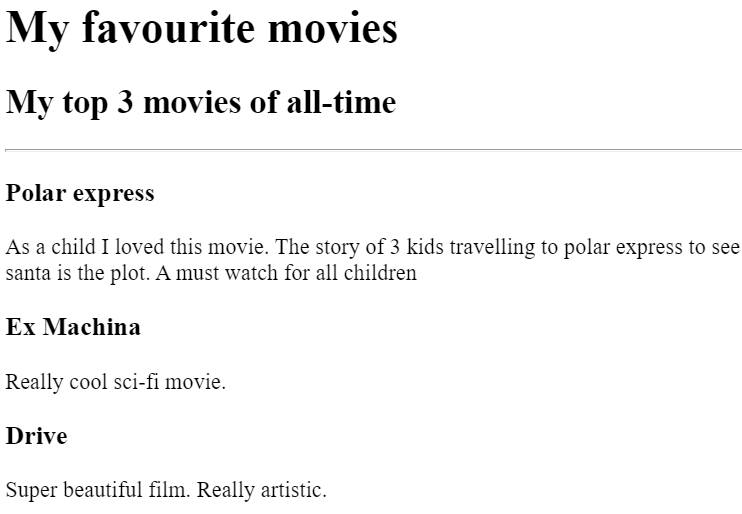 My favourite movies
My top 3 movies of all-time
Polar express
As a child I loved this movie. The story of 3 kids travelling to polar express to see
santa is the plot. A must watch for all children
Ex Machina
Really cool sci-fi movie.
Drive
Super beautiful film. Really artistic.